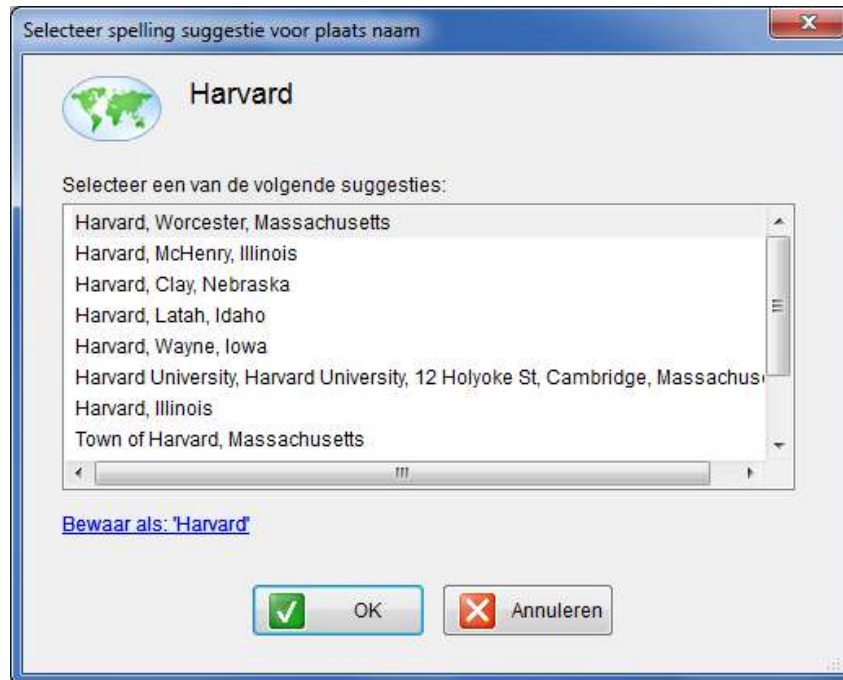 Selecteer spelling suggestie voor plaats naam
Harvard
Selecteer een van de volgende suggesties:
Harvard, Worcester, Massachusetts
Harvard, McHenry, Illinois
Harvard, Clay, Nebraska
Harvard, Latah, Idaho
Harvard, Wayne, Iowa
Harvard University, Harvard University, 12 Holyoke St, Cambridge, Massachus
Harvard, Illinois
Town of Harvard, Massachusetts
Bewaar als: 'Harvard'
OK
Annuleren